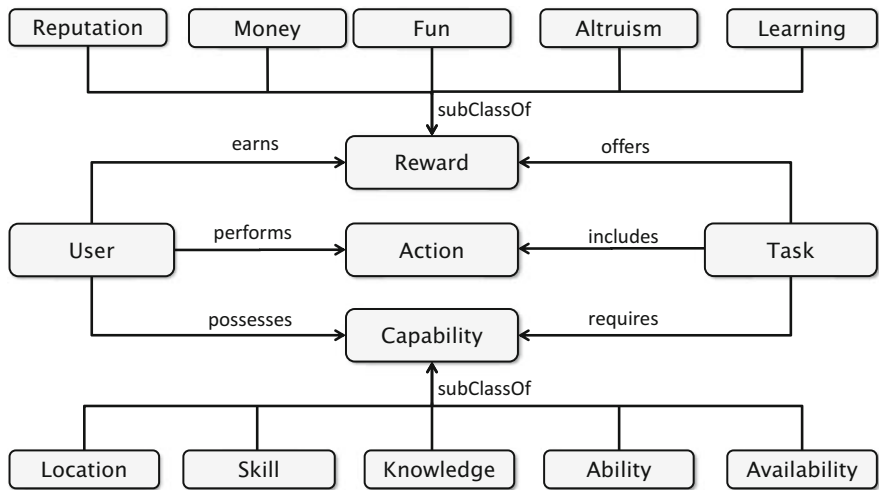 Reputation
Money
Fun
Altruism
Learning
subClassOf
earns
Reward
offers
User
performs
Action
includes
Task
possesses
Capability
requires
subClassOf
Location
Skill
Knowledge
Ability
Availability